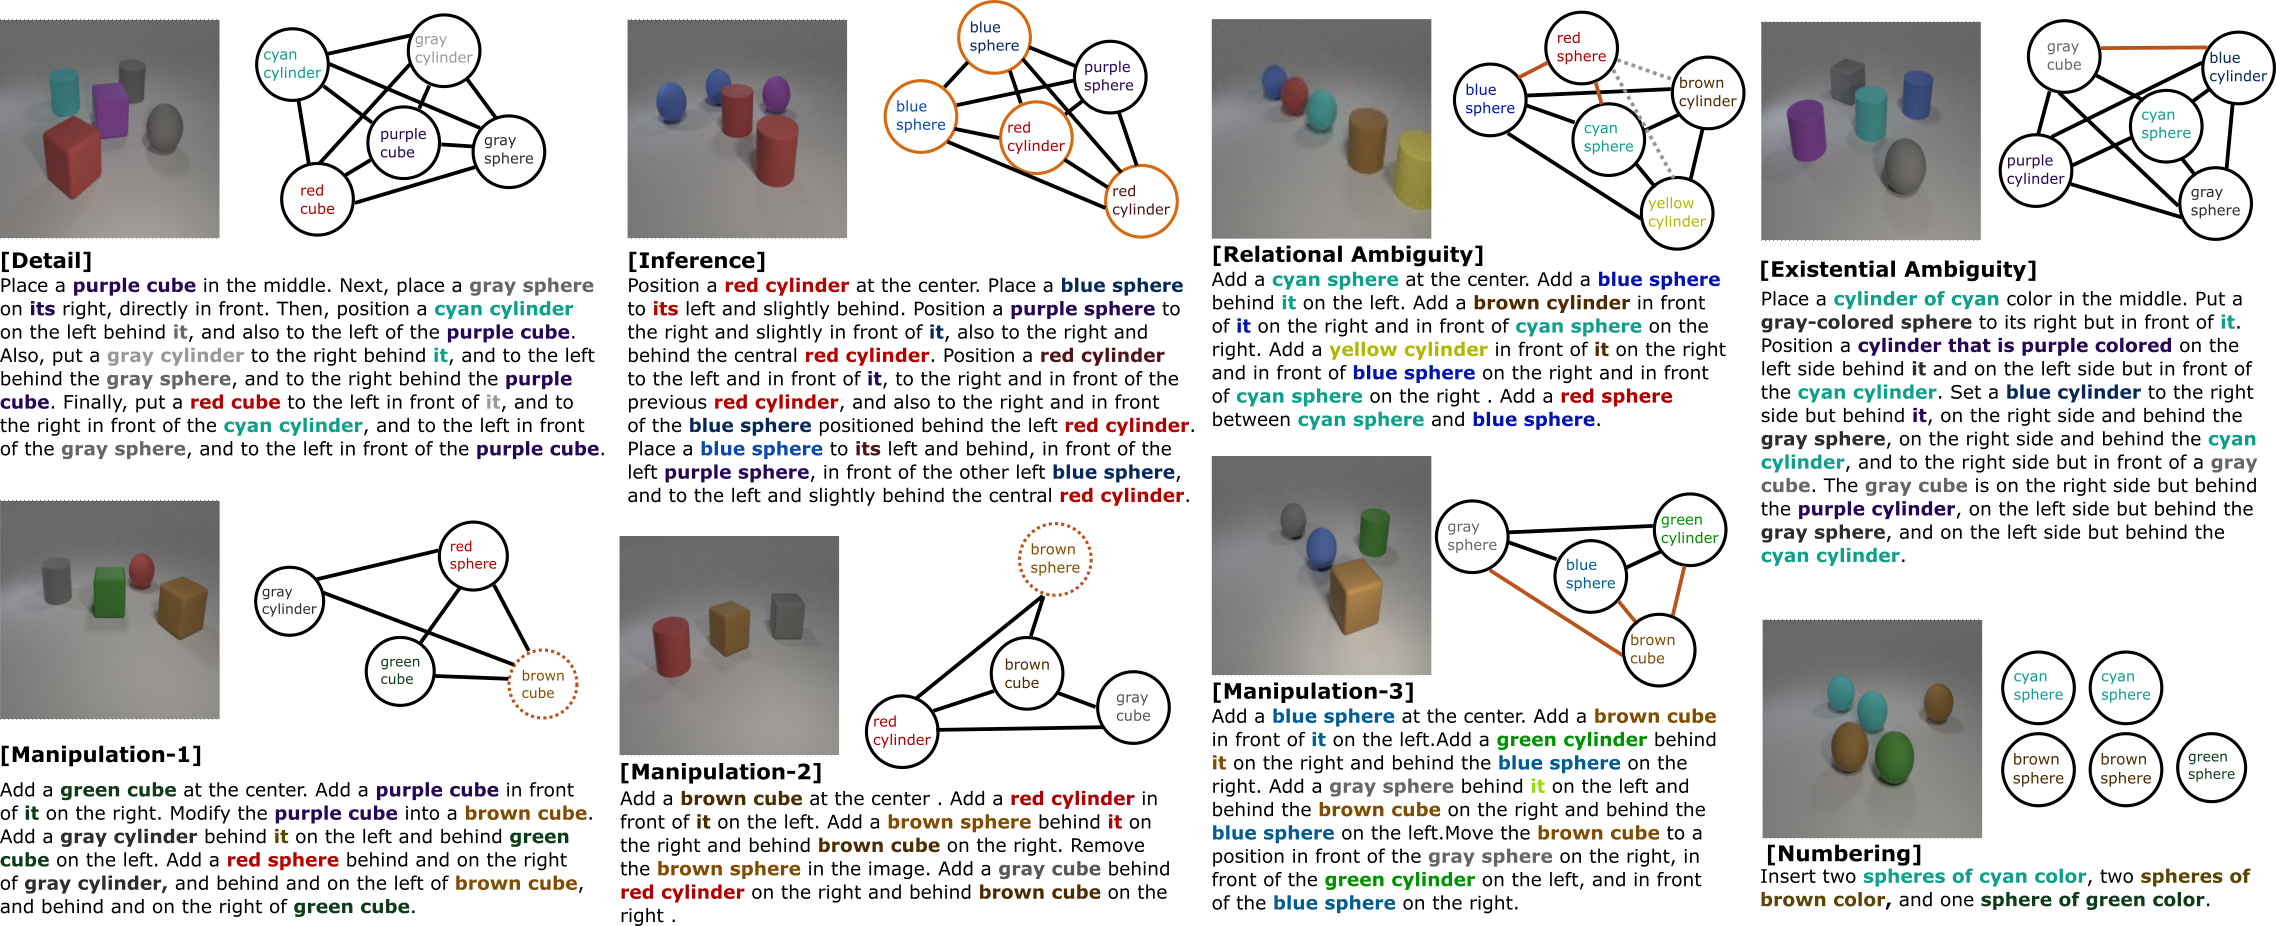 cyan
cylinder
gray
cylinder
purple
cube
gray
sphere
red
cube
[Detail]
Place a purple cube in the middle. Next, place a gray sphere
on its right, directly in front. Then, position a cyan cylinder
on the left behind it, and also to the left of the purple cube.
Also, put a gray cylinder to the right behind it, and to the left
behind the gray sphere, and to the right behind the purple
cube. Finally, put a red cube to the left in front of it, and to
the right in front of the cyan cylinder, and to the left in front
of the gray sphere, and to the left in front of the purple cube.
blue
sphere
purple
sphere
blue
sphere
red
cylinder
red
cylinder
[Inference]
Position a red cylinder at the center. Place a blue sphere
to its left and slightly behind. Position a purple sphere to
the right and slightly in front of it, also to the right and
behind the central red cylinder. Position a red cylinder
to the left and in front of it, to the right and in front of the
previous red cylinder, and also to the right and in front
of the blue sphere positioned behind the left red cylinder.
Place a blue sphere to its left and behind, in front of the
left purple sphere, in front of the other left blue sphere,
and to the left and slightly behind the central red cylinder.
red
sphere
blue
sphere
brown
cylinder
cyan
sphere
yellow
cylinder
[Relational Ambiguity]
Add a cyan sphere at the center. Add a blue sphere
behind it on the left. Add a brown cylinder in front
of it on the right and in front of cyan sphere on the
right. Add a yellow cylinder in front of it on the right
and in front of blue sphere on the right and in front
of cyan sphere on the right . Add a red sphere
between cyan sphere and blue sphere.
gray
cube
blue
cylinder
cyan
sphere
purple
cylinder
gray
sphere
[Existential Ambiguity]
Place a cylinder of cyan color in the middle. Put a
gray-colored sphere to its right but in front of it.
Position a cylinder that is purple colored on the
left side behind it and on the left side but in front of
the cyan cylinder. Set a blue cylinder to the right
side but behind it, on the right side and behind the
gray sphere, on the right side and behind the cyan
cylinder, and to the right side but in front of a gray
cube. The gray cube is on the right side but behind
the purple cylinder, on the left side but behind the
gray sphere, and on the left side but behind the
cyan cylinder.
red
sphere
gray
cylinder
green
cube
brown
cube
[Manipulation-1]
Add a green cube at the center. Add a purple cube in front
of it on the right. Modify the purple cube into a brown cube.
Add a gray cylinder behind it on the left and behind green
cube on the left. Add a red sphere behind and on the right
of gray cylinder, and behind and on the left of brown cube,
and behind and on the right of green cube.
brown
sphere
brown
cube
gray
cube
red
cylinder
[Manipulation-2]
Add a brown cube at the center . Add a red cylinder in
front of it on the left. Add a brown sphere behind it on
the right and behind brown cube on the right. Remove
the brown sphere in the image. Add a gray cube behind
red cylinder on the right and behind brown cube on the
right .
gray
sphere
green
cylinder
blue
sphere
brown
cube
[Manipulation-3]
Add a blue sphere at the center. Add a brown cube
in front of it on the left.Add a green cylinder behind
it on the right and behind the blue sphere on the
right. Add a gray sphere behind it on the left and
behind the brown cube on the right and behind the
blue sphere on the left.Move the brown cube to a
position in front of the gray sphere on the right, in
front of the green cylinder on the left, and in front
of the blue sphere on the right.
cyan
sphere
cyan
sphere
brown
sphere
brown
sphere
green
sphere
[Numbering]
Insert two spheres of cyan color, two spheres of
brown color, and one sphere of green color.